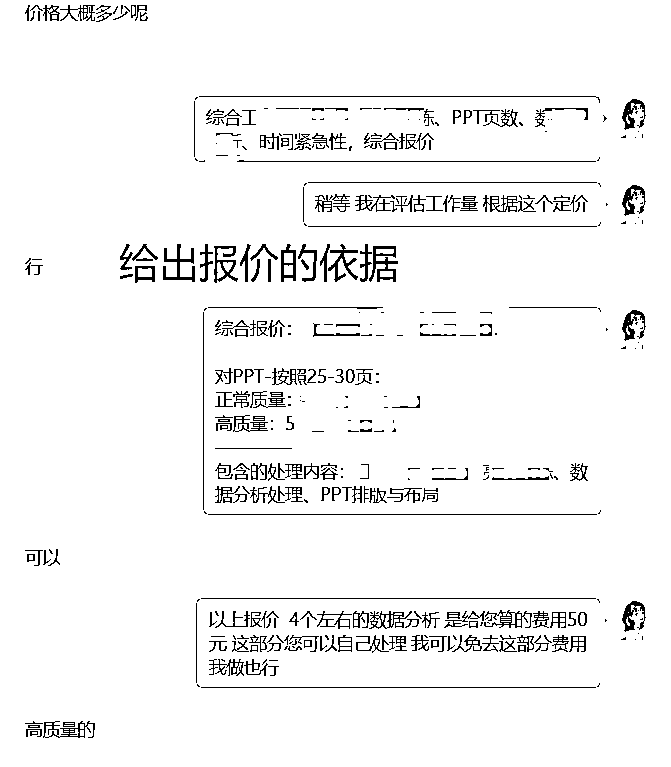 价格大概多少呢
综合工 、PPT页数、数
、时间紧急性，综合报价
稍等 我在评估工作量 根据这个定价
行
给出报价的依据
综合报价：
对PPT-按照25-30页：
正常质量：
高质量：5
包含的处理内容： 、数
据分析处理、PPT排版与布局
可以
以上报价 4个左右的数据分析 是给您算的费用50
元 这部分您可以自己处理 我可以免去这部分费用
我做也行
高质量的